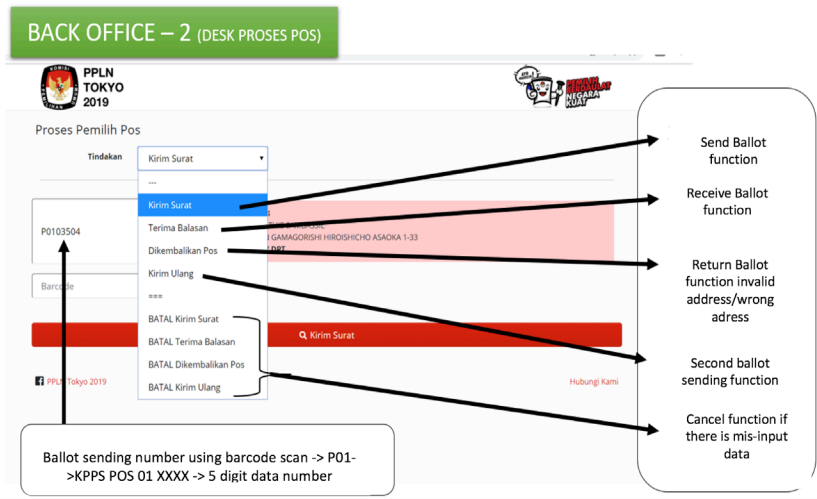 BACK OFFICE – 2 (DESK PROSES POS)
PPLN
TOKYO
2019
PEMILIH
BERDAULAT
NEGARA
KUAT
Proses Pemilih Pos
Tindakan
Kirim Surat
---
Kirim Surat
Terima Balasan
Dikembalikan Pos
Kirim Ulang
===
BATAL Kirim Surat
BATAL Terima Balasan
BATAL Dikembalikan Pos
BATAL Kirim Ulang
P0103504
GAMAGORISHI HIROISHICHO ASAOKA 1-33
DPT
Barcode
Kirim Surat
PPLN Tokyo 2019
Hubungi Kami
Send Ballot
function
Receive Ballot
function
Return Ballot
function invalid
address/wrong
adress
Second ballot
sending function
Cancel function if
there is mis-input
data
Ballot sending number using barcode scan -> P01-
->KPPS POS 01 XXXX -> 5 digit data number